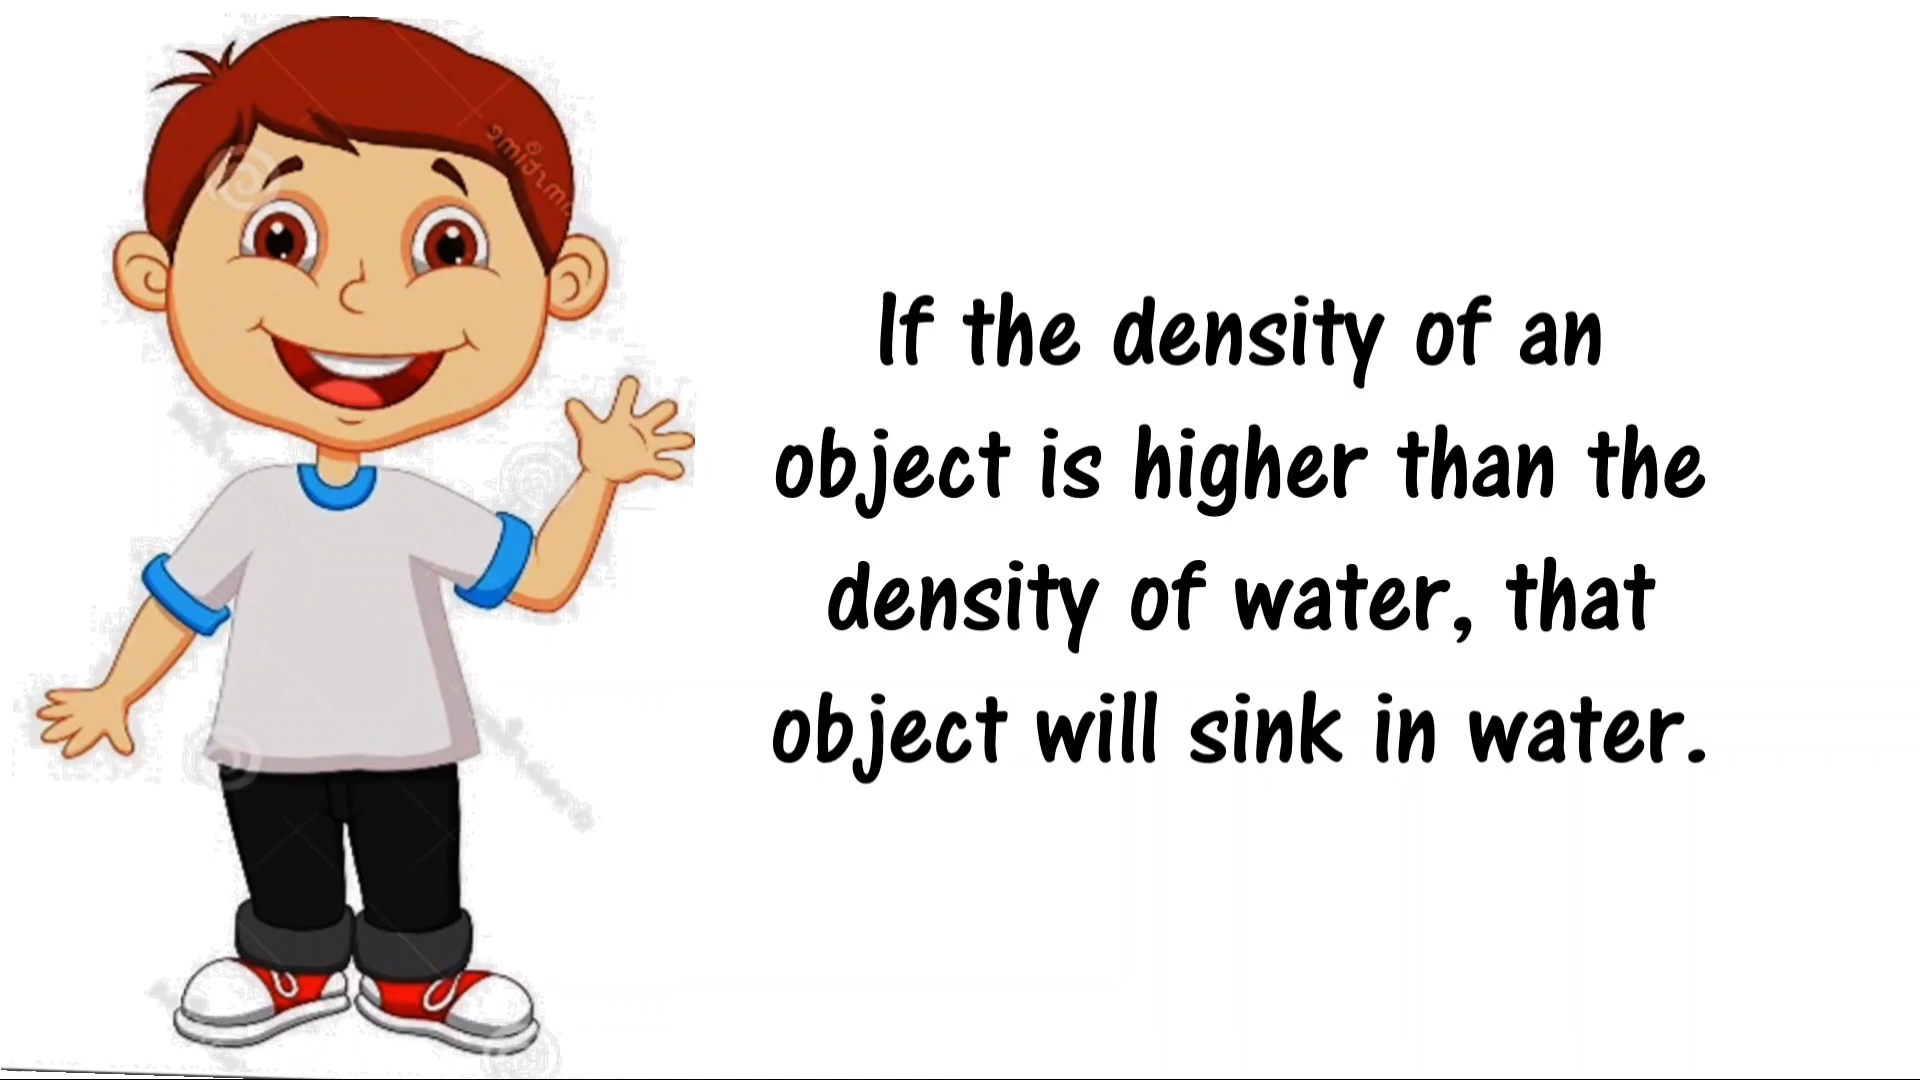 If the density of an
object is higher than the
density of water, that
object will sink in water.